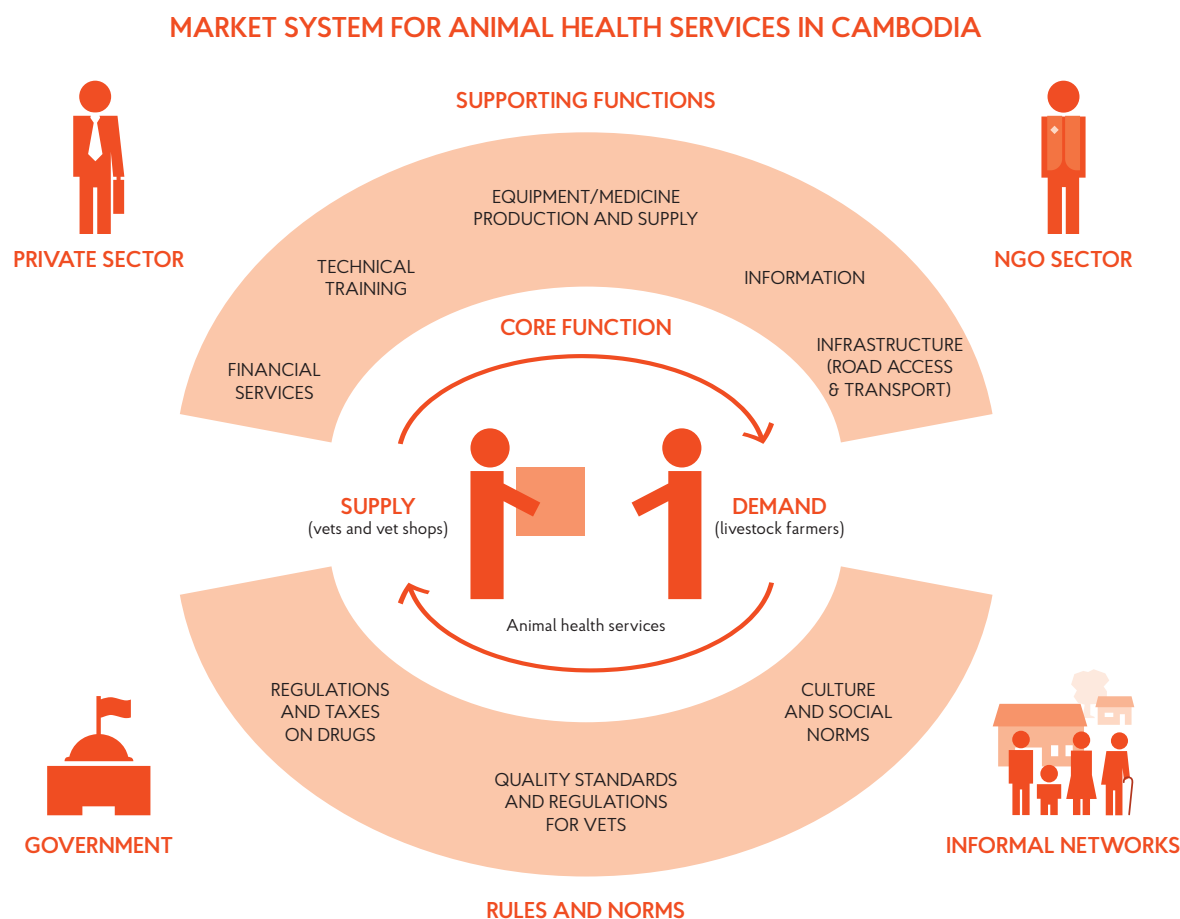 MARKET SYSTEM FOR ANIMAL HEALTH SERVICES IN CAMBODIA
SUPPORTING FUNCTIONS
PRIVATE SECTOR
NGO SECTOR
EQUIPMENT/MEDICINE
PRODUCTION AND SUPPLY
TECHNICAL
TRAINING
INFORMATION
FINANCIAL
SERVICES
INFRASTRUCTURE
(ROAD ACCESS
& TRANSPORT)
CORE FUNCTION
SUPPLY
(vets and vet shops)
DEMAND
(livestock farmers)
Animal health services
REGULATIONS
AND TAXES
ON DRUGS
QUALITY STANDARDS
AND REGULATIONS
FOR VETS
CULTURE
AND SOCIAL
NORMS
GOVERNMENT
INFORMAL NETWORKS
RULES AND NORMS